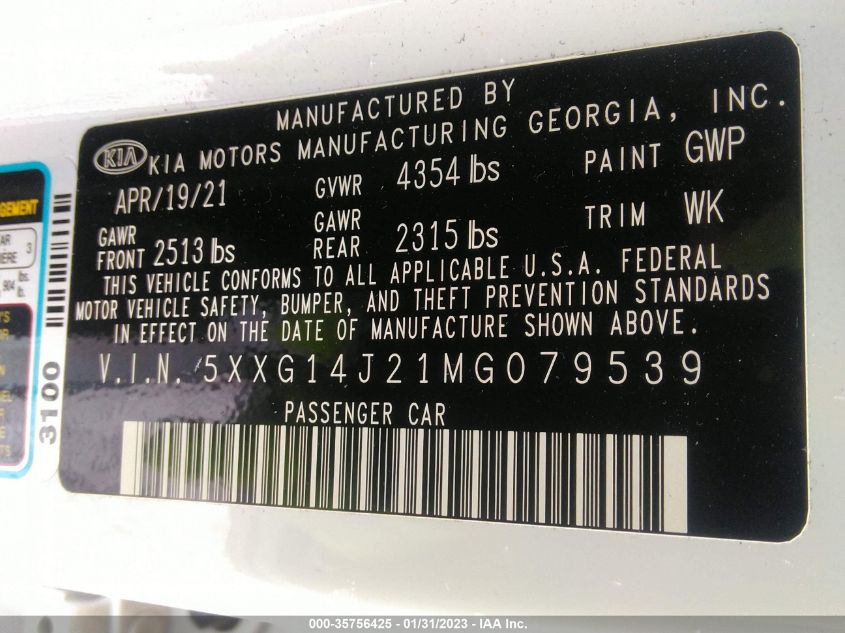 MANUFACTURED BY
KIA KIA MOTORS MANUFACTURING GEORGIA, INC.
APR/19/21 GVWR 4354 lbs PAINT GWP
GAWR FRONT 2513 lbs GAWR REAR 2315 lbs TRIM WK
THIS VEHICLE CONFORMS TO ALL APPLICABLE U.S.A. FEDERAL
MOTOR VEHICLE SAFETY, BUMPER, AND THEFT PREVENTION STANDARDS
IN EFFECT ON THE DATE OF MANUFACTURE SHOWN ABOVE.
V.I.N. 5XXG14J21MG079539
PASSENGER CAR
3100
3
904 lbs.
000-35756425 - 01/31/2023 - IAA Inc.